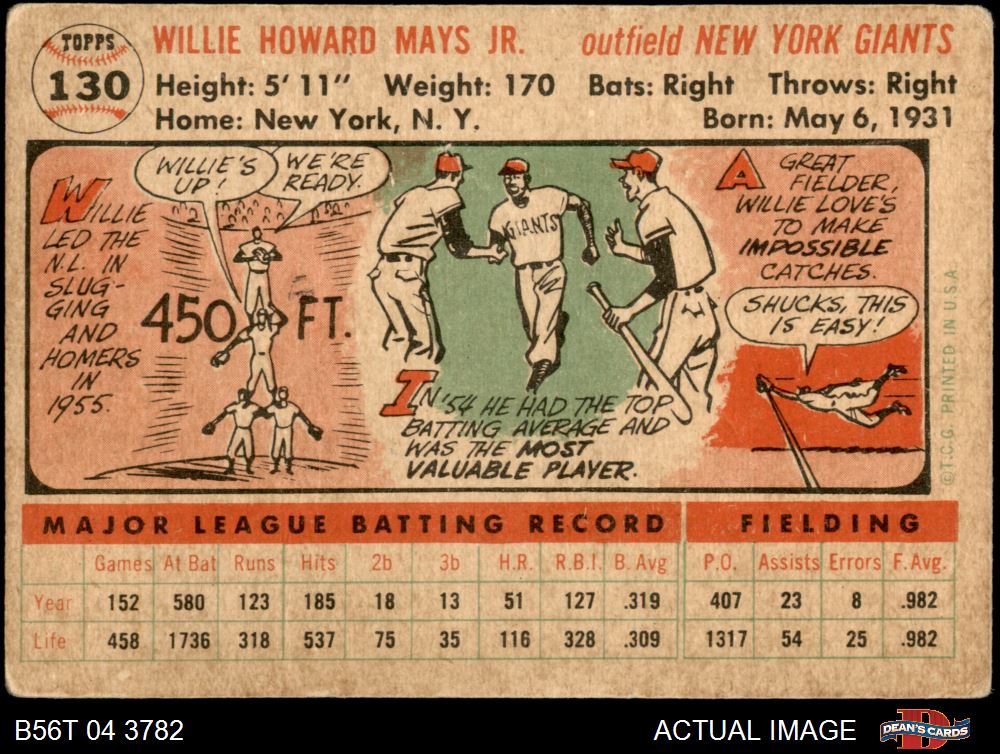 TOPPS
130
WILLIE HOWARD MAYS JR. outfield NEW YORK GIANTS
Height: 5' 11" Weight: 170 Bats: Right Throws: Right
Home: New York, N. Y. Born: May 6, 1931
WILLIE
LED THE
N.L. IN
SLUG-
GING
AND
HOMERS
IN
1955.
WILLIE'S
UP!
WE'RE
READY.
450 FT.
GIANTS
IN '54 HE HAD THE TOP
BATTING AVERAGE AND
WAS THE MOST
VALUABLE PLAYER.
A GREAT
FIELDER,
WILLIE LOVE'S
TO MAKE
IMPOSSIBLE
CATCHES.
SHUCKS, THIS
IS EASY!
©T.C.G. PRINTED IN U.S.A.
MAJOR LEAGUE BATTING RECORD FIELDING
Games At Bat Runs Hits 2b 3b H.R. R.B.I. B. Avg P.O. Assists Errors F. Avg.
Year 152 580 123 185 18 13 51 127 .319 407 23 8 .982
Life 458 1736 318 537 75 35 116 328 .309 1317 54 25 .982
B56T 04 3782 ACTUAL IMAGE DEAN'S CARDS